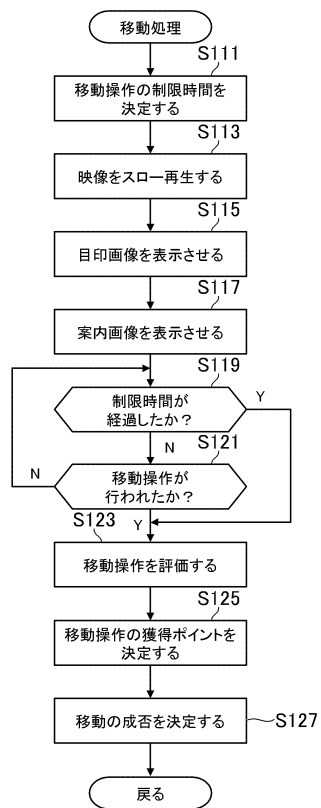 移動処理
S111
移動操作の制限時間を
決定する
S113
映像をスロー再生する
S115
目印画像を表示させる
S117
案内画像を表示させる
S119
制限時間が
経過したか?
Y
N
S121
移動操作が
行われたか?
N
Y
S123
移動操作を評価する
S125
移動操作の獲得ポイントを
決定する
移動の成否を決定する
S127
戻る